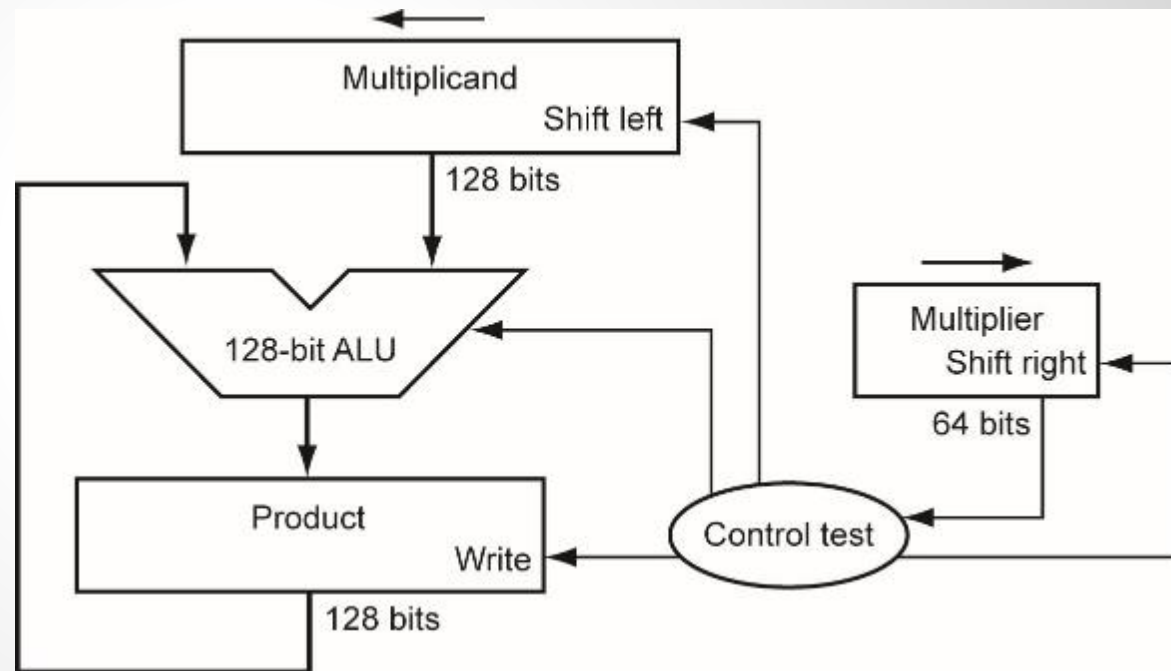 Multiplicand
Shift left
128 bits
128-bit ALU
Multiplier
Shift right
64 bits
Product
Write
Control test
128 bits